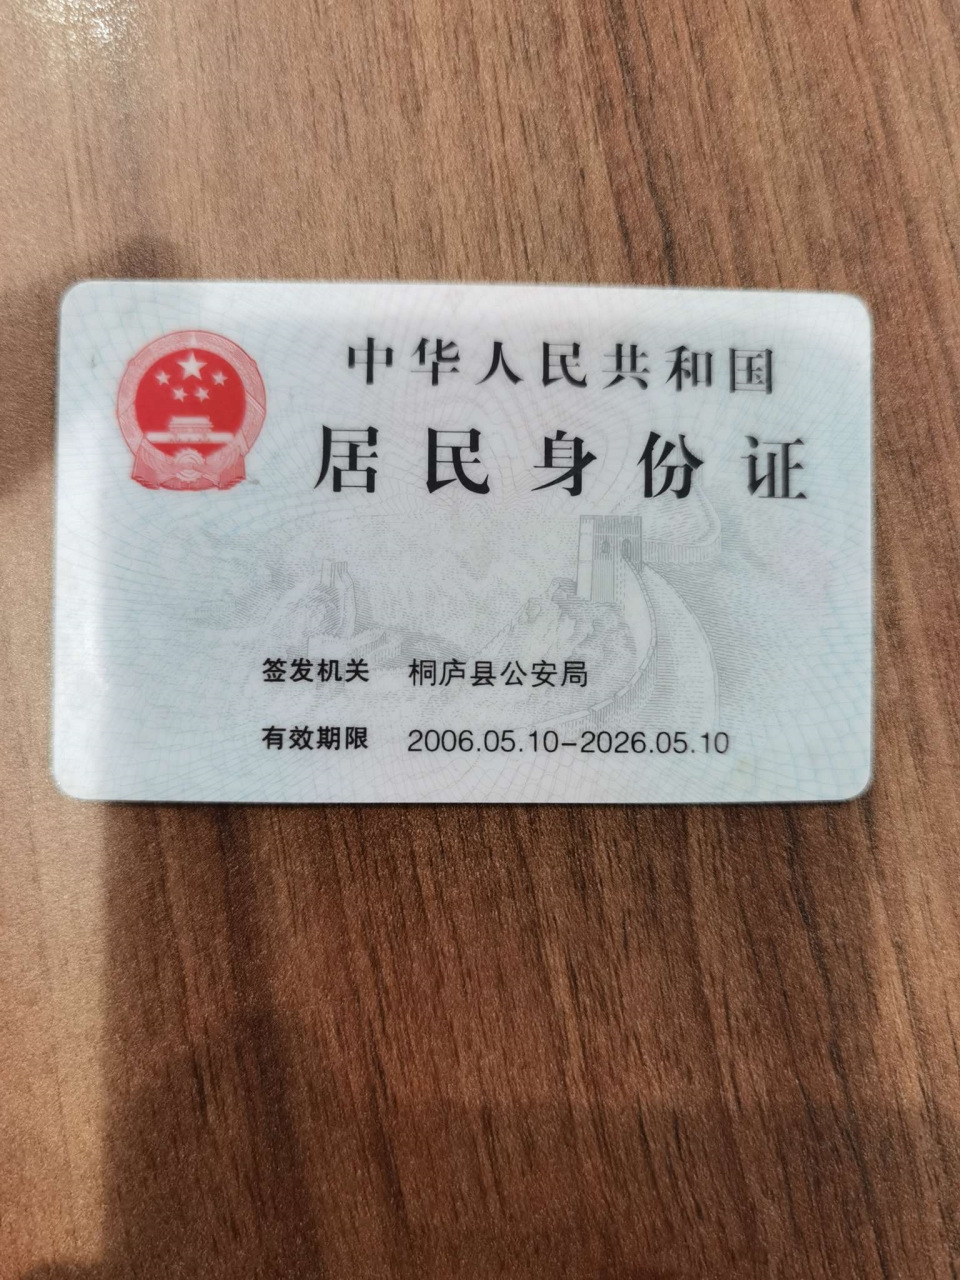 中华人民共和国
居民身份证
签发机关 桐庐县公安局
有效期限 2006.05.10-2026.05.10